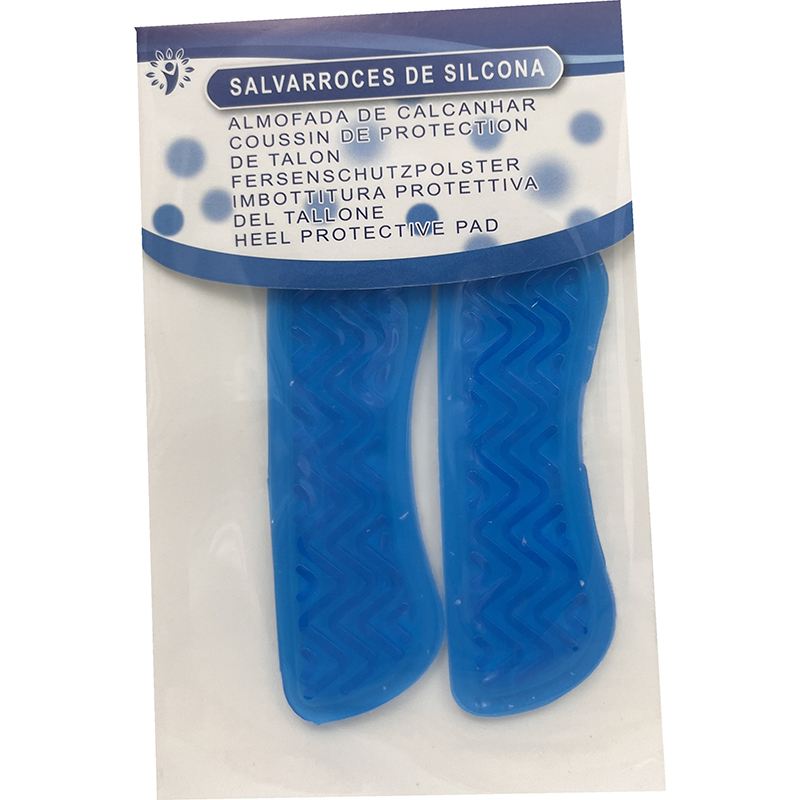 SALVARROCES DE SILCONA
ALMOFADA DE CALCANHAR
COUSSIN DE PROTECTION
DE TALON
FERSENSCHUTZPOLSTER
IMBOTTITURA PROTETTIVA
DEL TALLONE
HEEL PROTECTIVE PAD